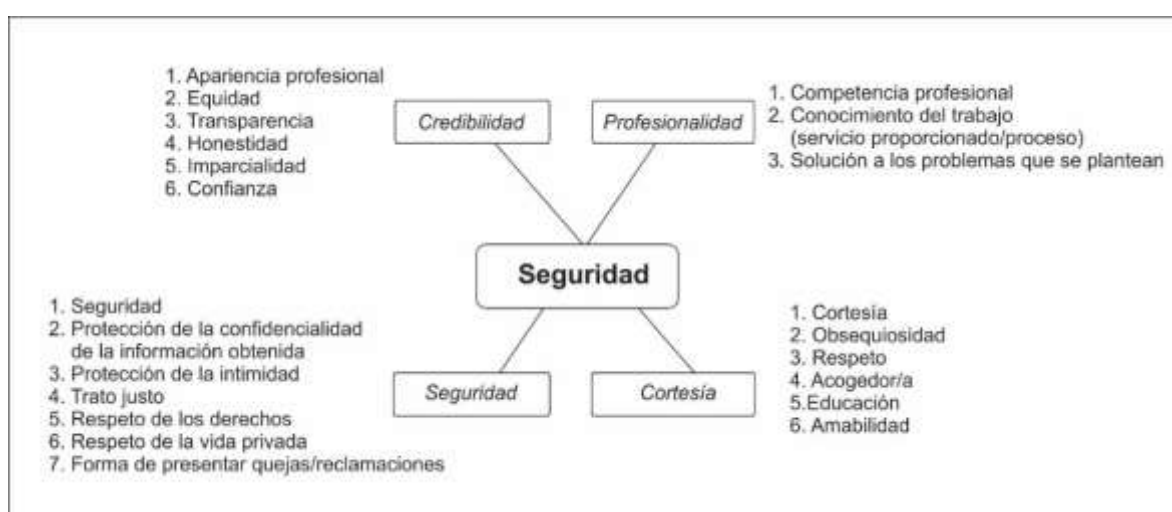 1. Apariencia profesional
2. Equidad
3. Transparencia
4. Honestidad
5. Imparcialidad
6. Confianza
Credibilidad
Profesionalidad
1. Competencia profesional
2. Conocimiento del trabajo
(servicio proporcionado/proceso)
3. Solución a los problemas que se plantean
Seguridad
1. Seguridad
2. Protección de la confidencialidad
de la información obtenida
3. Protección de la intimidad
4. Trato justo
5. Respeto de los derechos
6. Respeto de la vida privada
7. Forma de presentar quejas/reclamaciones
Seguridad
Cortesía
1. Cortesía
2. Obsequiosidad
3. Respeto
4. Acogedor/a
5.Educación
6. Amabilidad